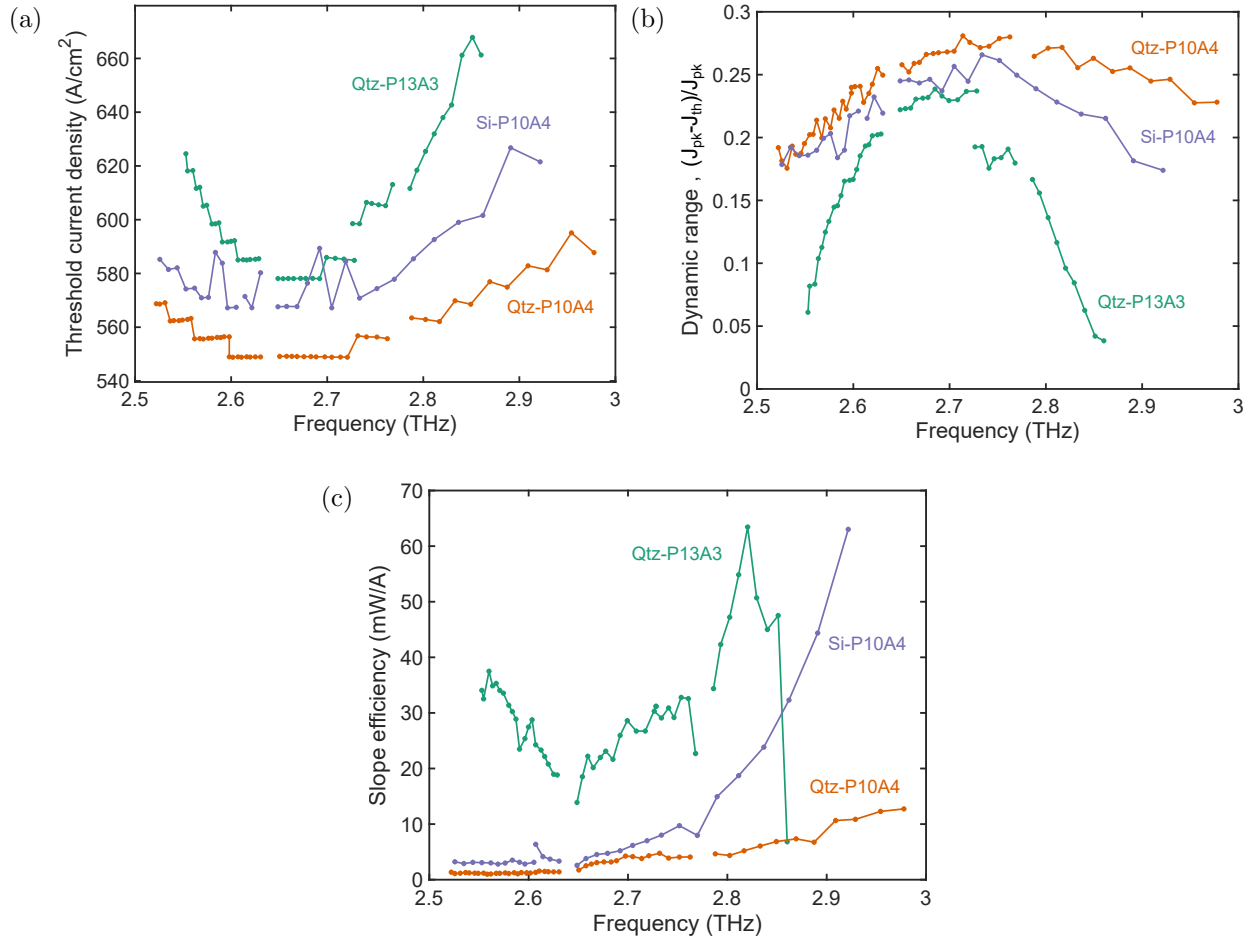 (a)
Threshold current density (A/cm²)
660
640
620
600
580
560
540
2.5
2.6
2.7
2.8
2.9
3
Frequency (THz)
Qtz-P13A3
Si-P10A4
Qtz-P10A4
(b)
Dynamic range , (Jpk-Jth)/Jpk
0.3
0.25
0.2
0.15
0.1
0.05
0
2.5
2.6
2.7
2.8
2.9
3
Frequency (THz)
Qtz-P10A4
Si-P10A4
Qtz-P13A3
(c)
Slope efficiency (mW/A)
70
60
50
40
30
20
10
0
2.5
2.6
2.7
2.8
2.9
3
Frequency (THz)
Qtz-P13A3
Si-P10A4
Qtz-P10A4